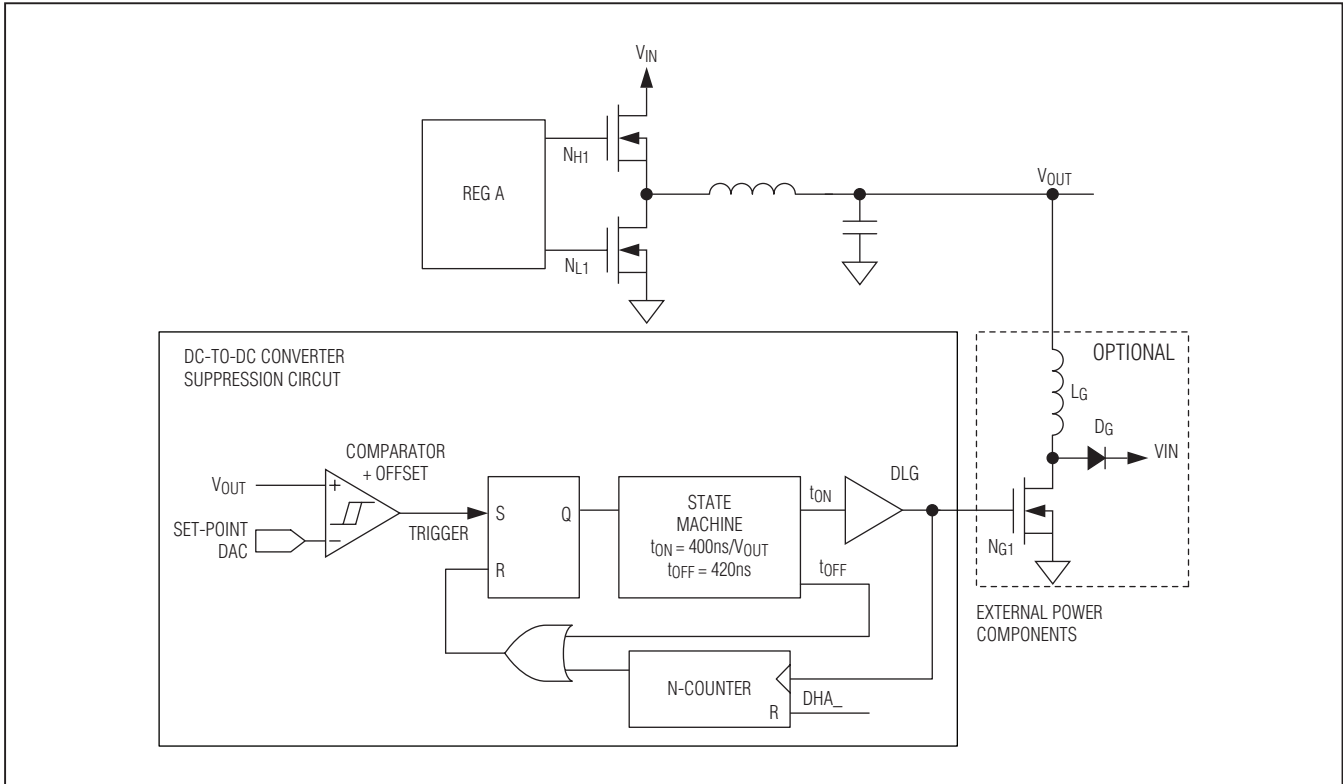 VIN
REG A
NH1
NL1
VOUT
DC-TO-DC CONVERTER
SUPPRESSION CIRCUT
OPTIONAL
LG
DG
VIN
COMPARATOR
+ OFFSET
VOUT
+
SET-POINT
DAC
−
TRIGGER
S
Q
R
STATE
MACHINE
tON = 400ns/VOUT
tOFF = 420ns
tON
tOFF
DLG
NG1
EXTERNAL POWER
COMPONENTS
N-COUNTER
R
DHA_